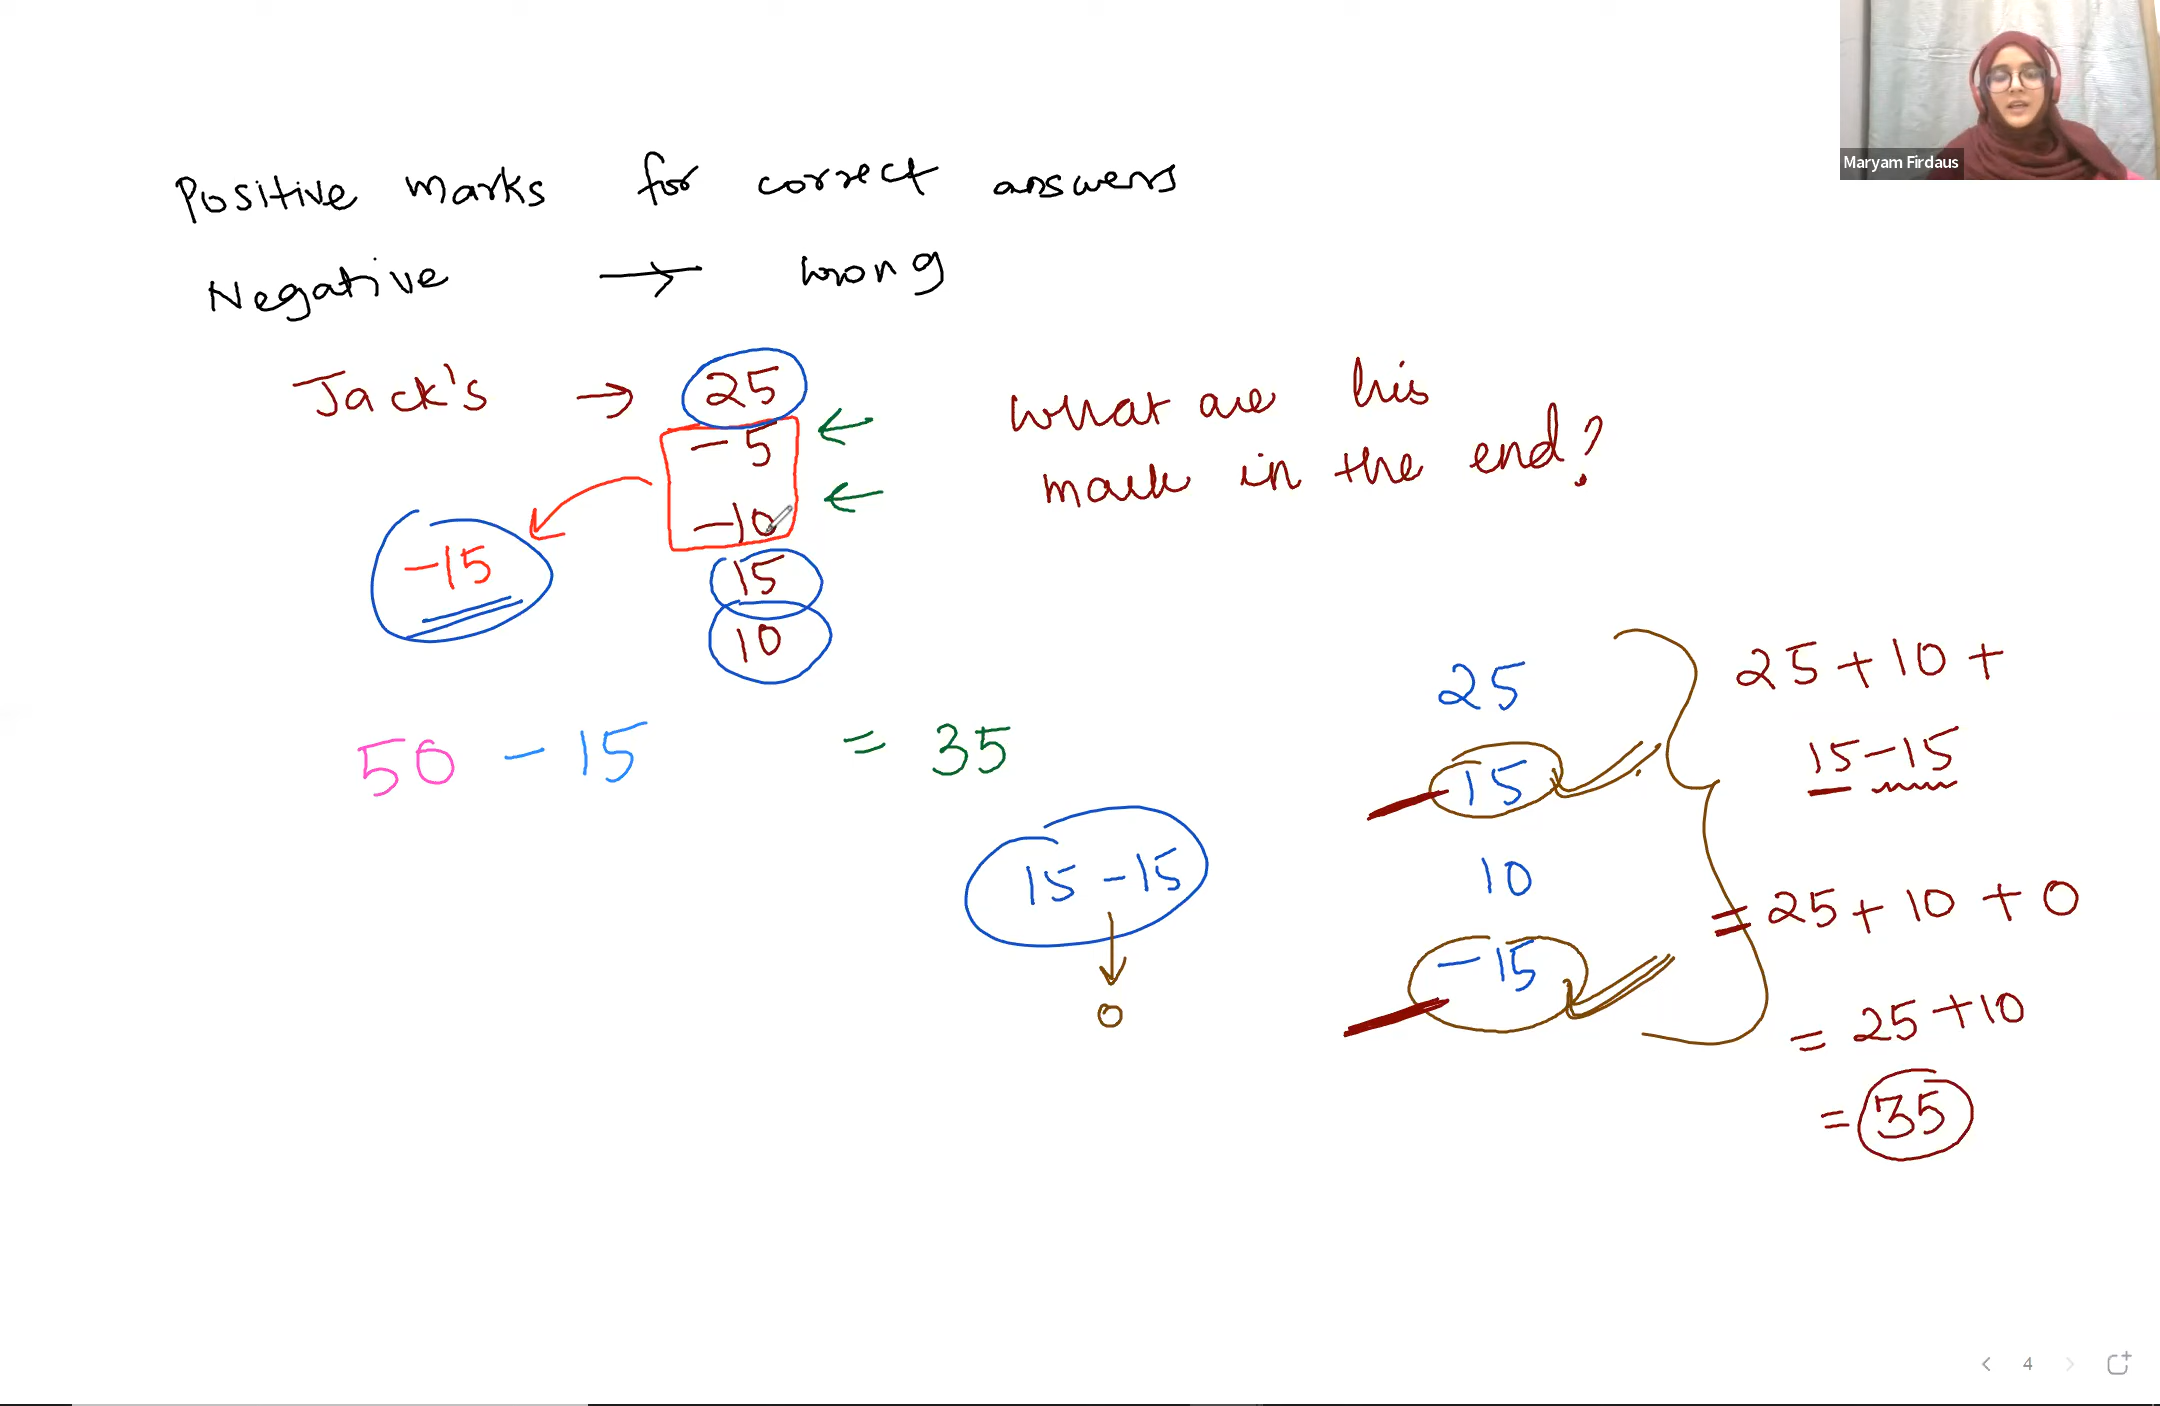 Maryam Firdaus
Positive marks for correct answers
Negative → wrong
Jack's → 25
-5
-10
15
10
What are his
mark in the end?
-15
50 - 15 = 35
15 -15
0
25
15
10
-15
25 + 10 +
15 - 15
= 25 + 10 + 0
= 25 + 10
= 35
4